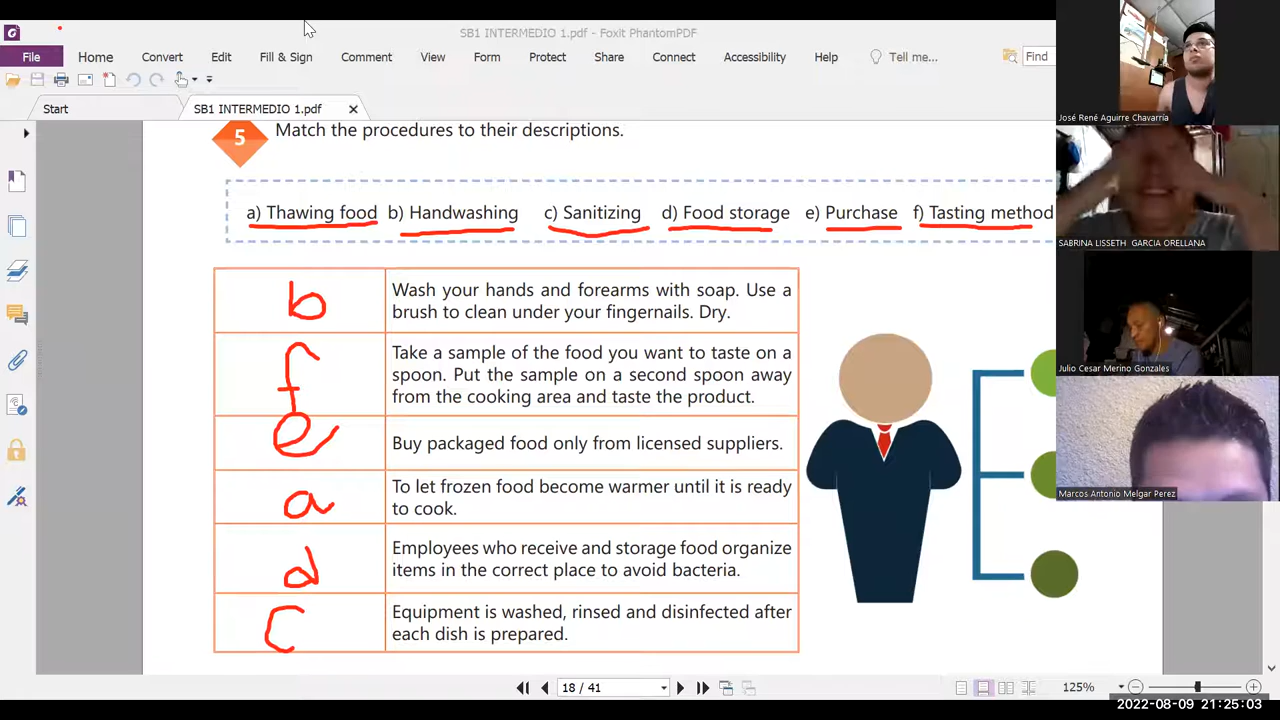 SB1 INTERMEDIO 1.pdf - Foxit PhantomPDF
File Home Convert Edit Fill & Sign Comment View Form Protect Share Connect Accessibility Help Tell me... Find
Start SB1 INTERMEDIO 1.pdf
5 Match the procedures to their descriptions.
a) Thawing food b) Handwashing c) Sanitizing d) Food storage e) Purchase f) Tasting method
b Wash your hands and forearms with soap. Use a
brush to clean under your fingernails. Dry.
f Take a sample of the food you want to taste on a
spoon. Put the sample on a second spoon away
from the cooking area and taste the product.
e Buy packaged food only from licensed suppliers.
a To let frozen food become warmer until it is ready
to cook.
d Employees who receive and storage food organize
items in the correct place to avoid bacteria.
C Equipment is washed, rinsed and disinfected after
each dish is prepared.
José René Aguirre Chavarría
SABRINA LISSETH GARCIA ORELLANA
Julio Cesar Merino Gonzales
Marcos Antonio Melgar Perez
18 / 41
125%
2022-08-09 21:25:03